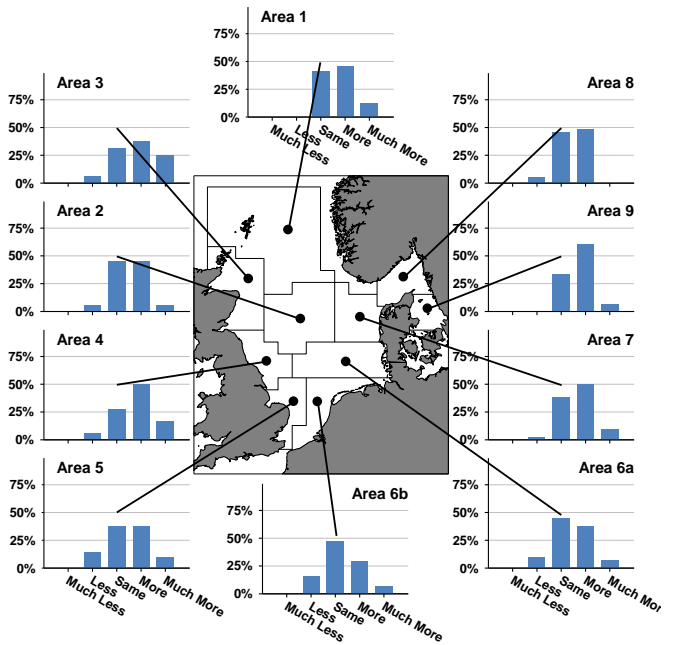 Area 1
75%
50%
25%
0%
Much Less
Less
Same
More
Much More
Area 3
75%
50%
25%
0%
Area 8
75%
50%
25%
0%
Area 2
75%
50%
25%
0%
Area 9
75%
50%
25%
0%
Area 4
75%
50%
25%
0%
Area 7
75%
50%
25%
0%
Area 5
75%
50%
25%
0%
Much Less
Less
Same
More
Much More
Area 6b
75%
50%
25%
0%
Much Less
Less
Same
More
Much More
Area 6a
75%
50%
25%
0%
Much Less
Less
Same
More
Much Mor